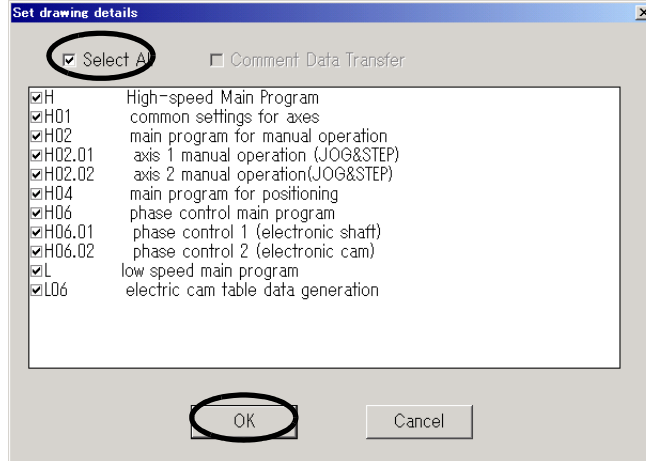 Set drawing details
Select All Comment Data Transfer
H High-speed Main Program
H01 common settings for axes
H02 main program for manual operation
H02.01 axis 1 manual operation (JOG&STEP)
H02.02 axis 2 manual operation(JOG&STEP)
H04 main program for positioning
H06 phase control main program
H06.01 phase control 1 (electronic shaft)
H06.02 phase control 2 (electronic cam)
L low speed main program
L06 electric cam table data generation
OK Cancel